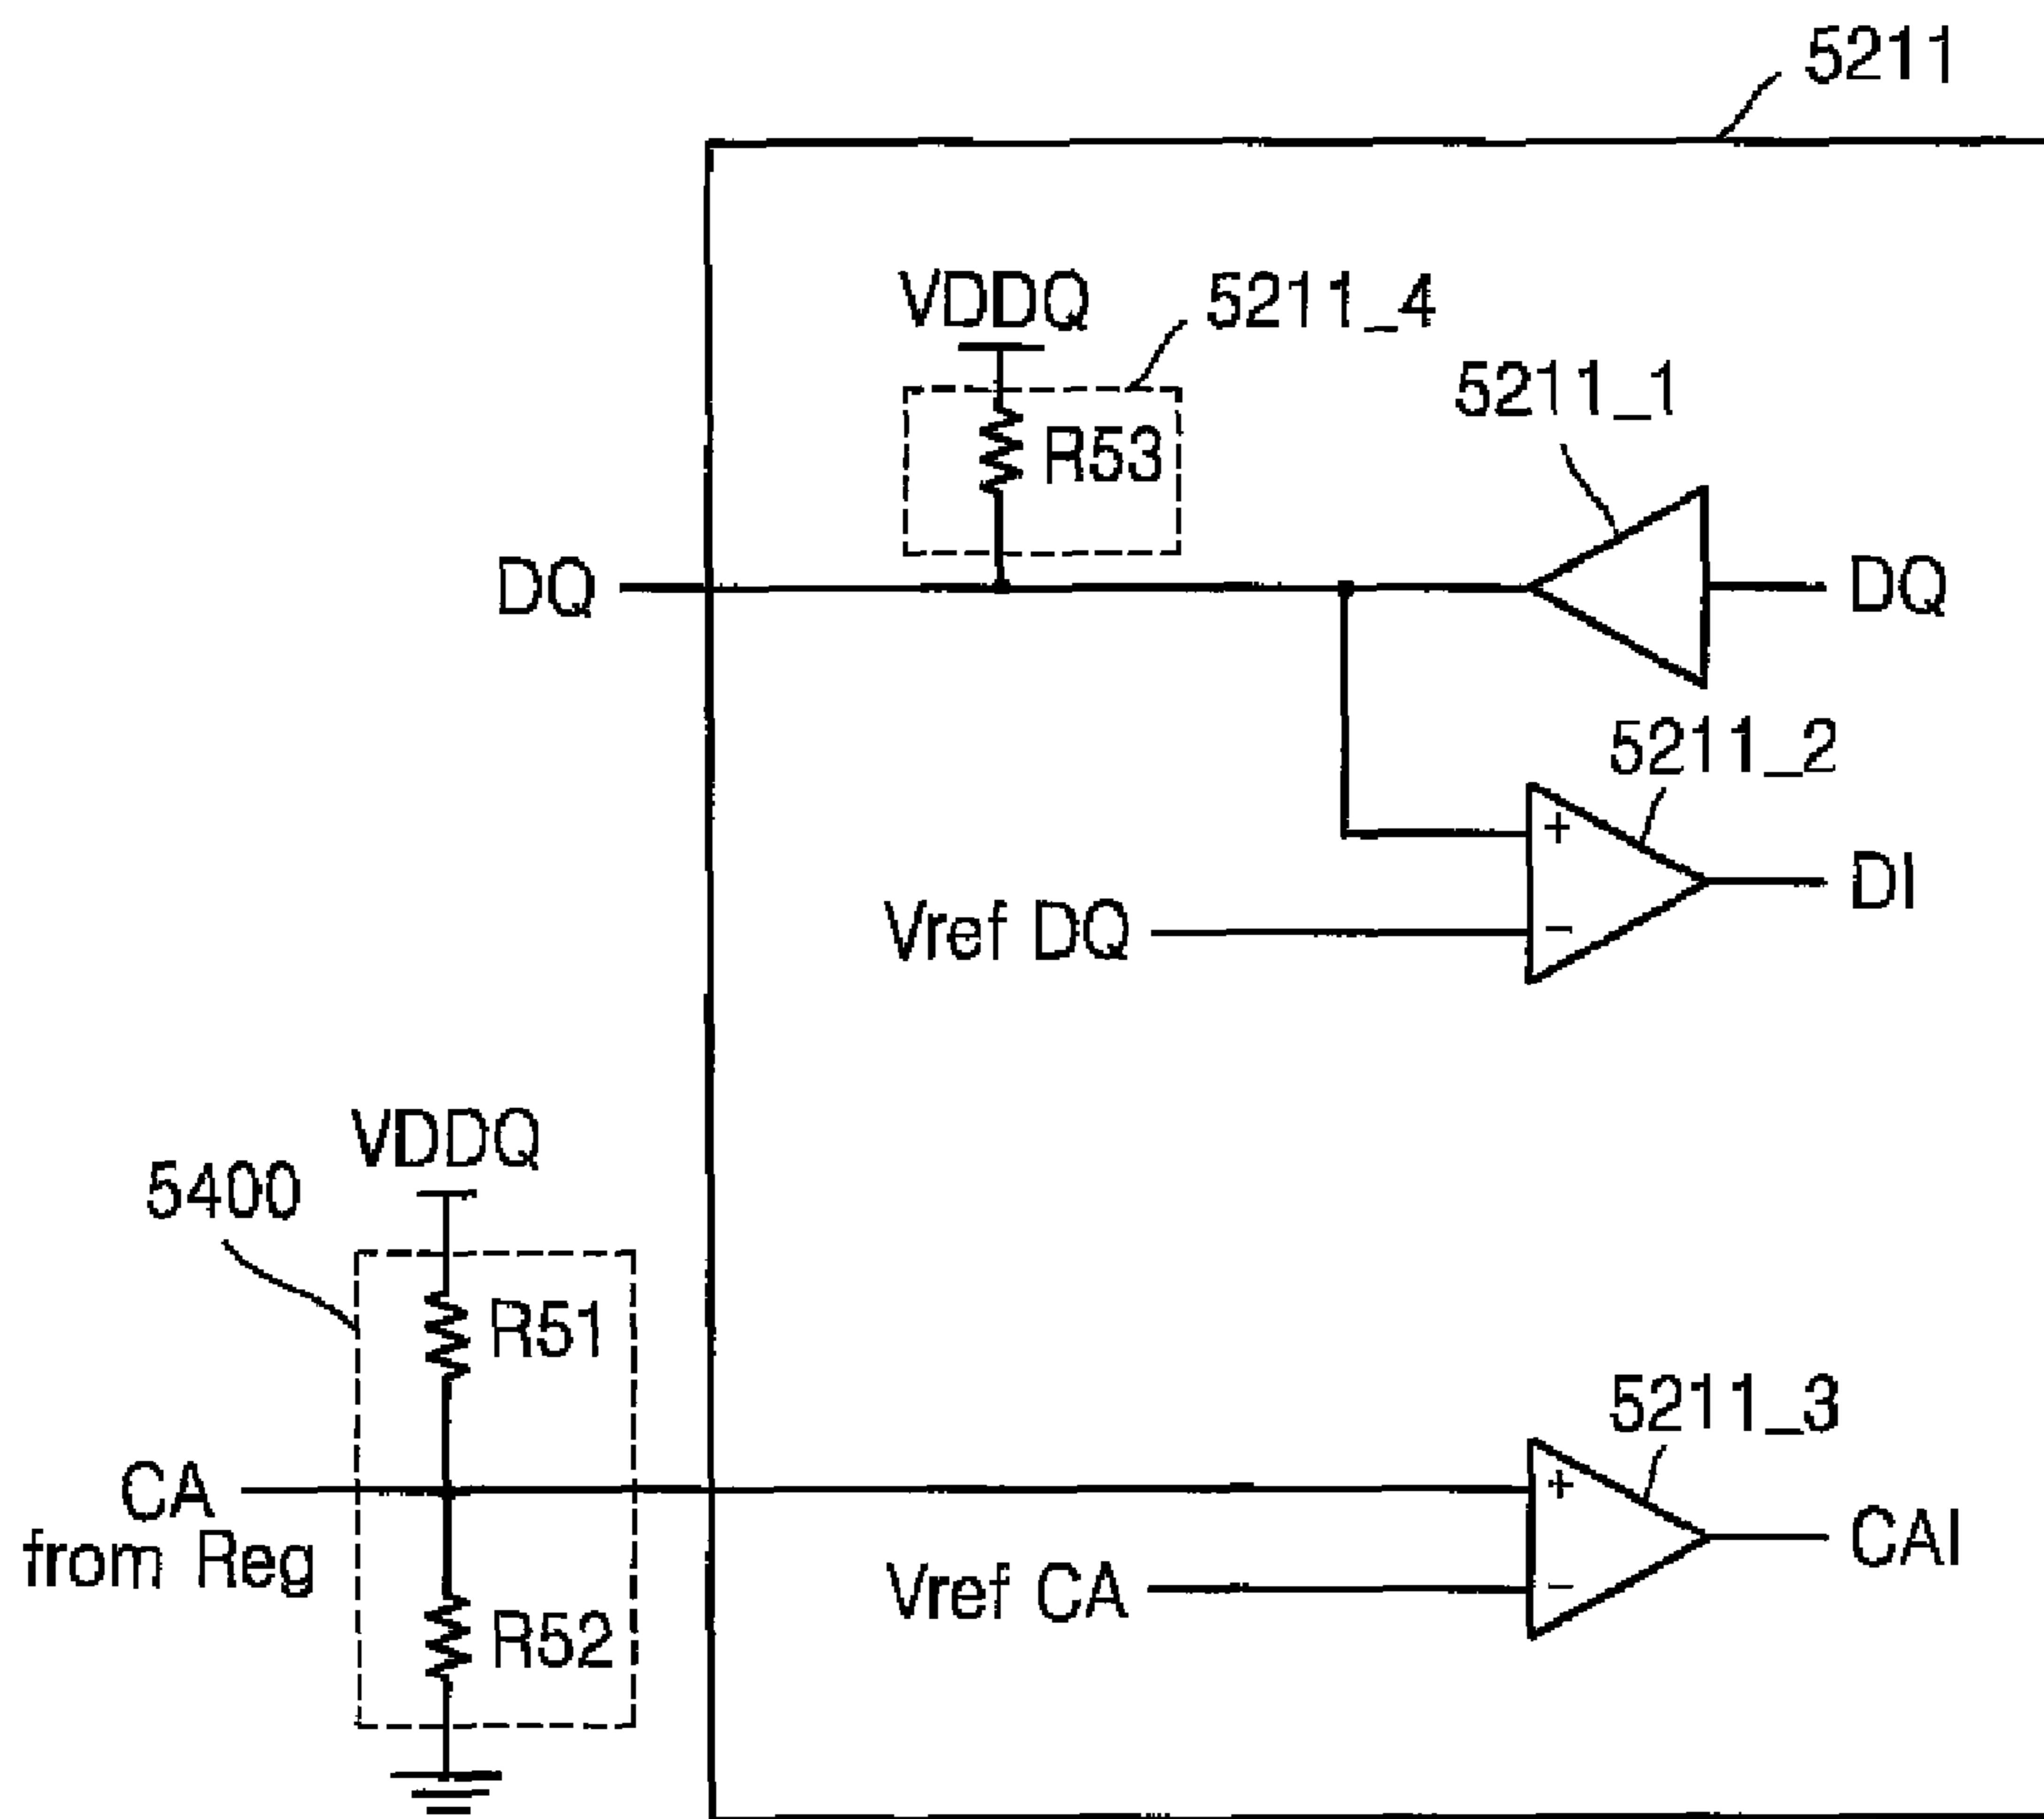 5211
VDDQ
5211_4
5211_1
R53
DQ
DQ
5211_2
+
DI
Vref DQ
−
VDDQ
5400
R51
5211_3
CA
from Reg
+
CAI
Vref CA
−
R52